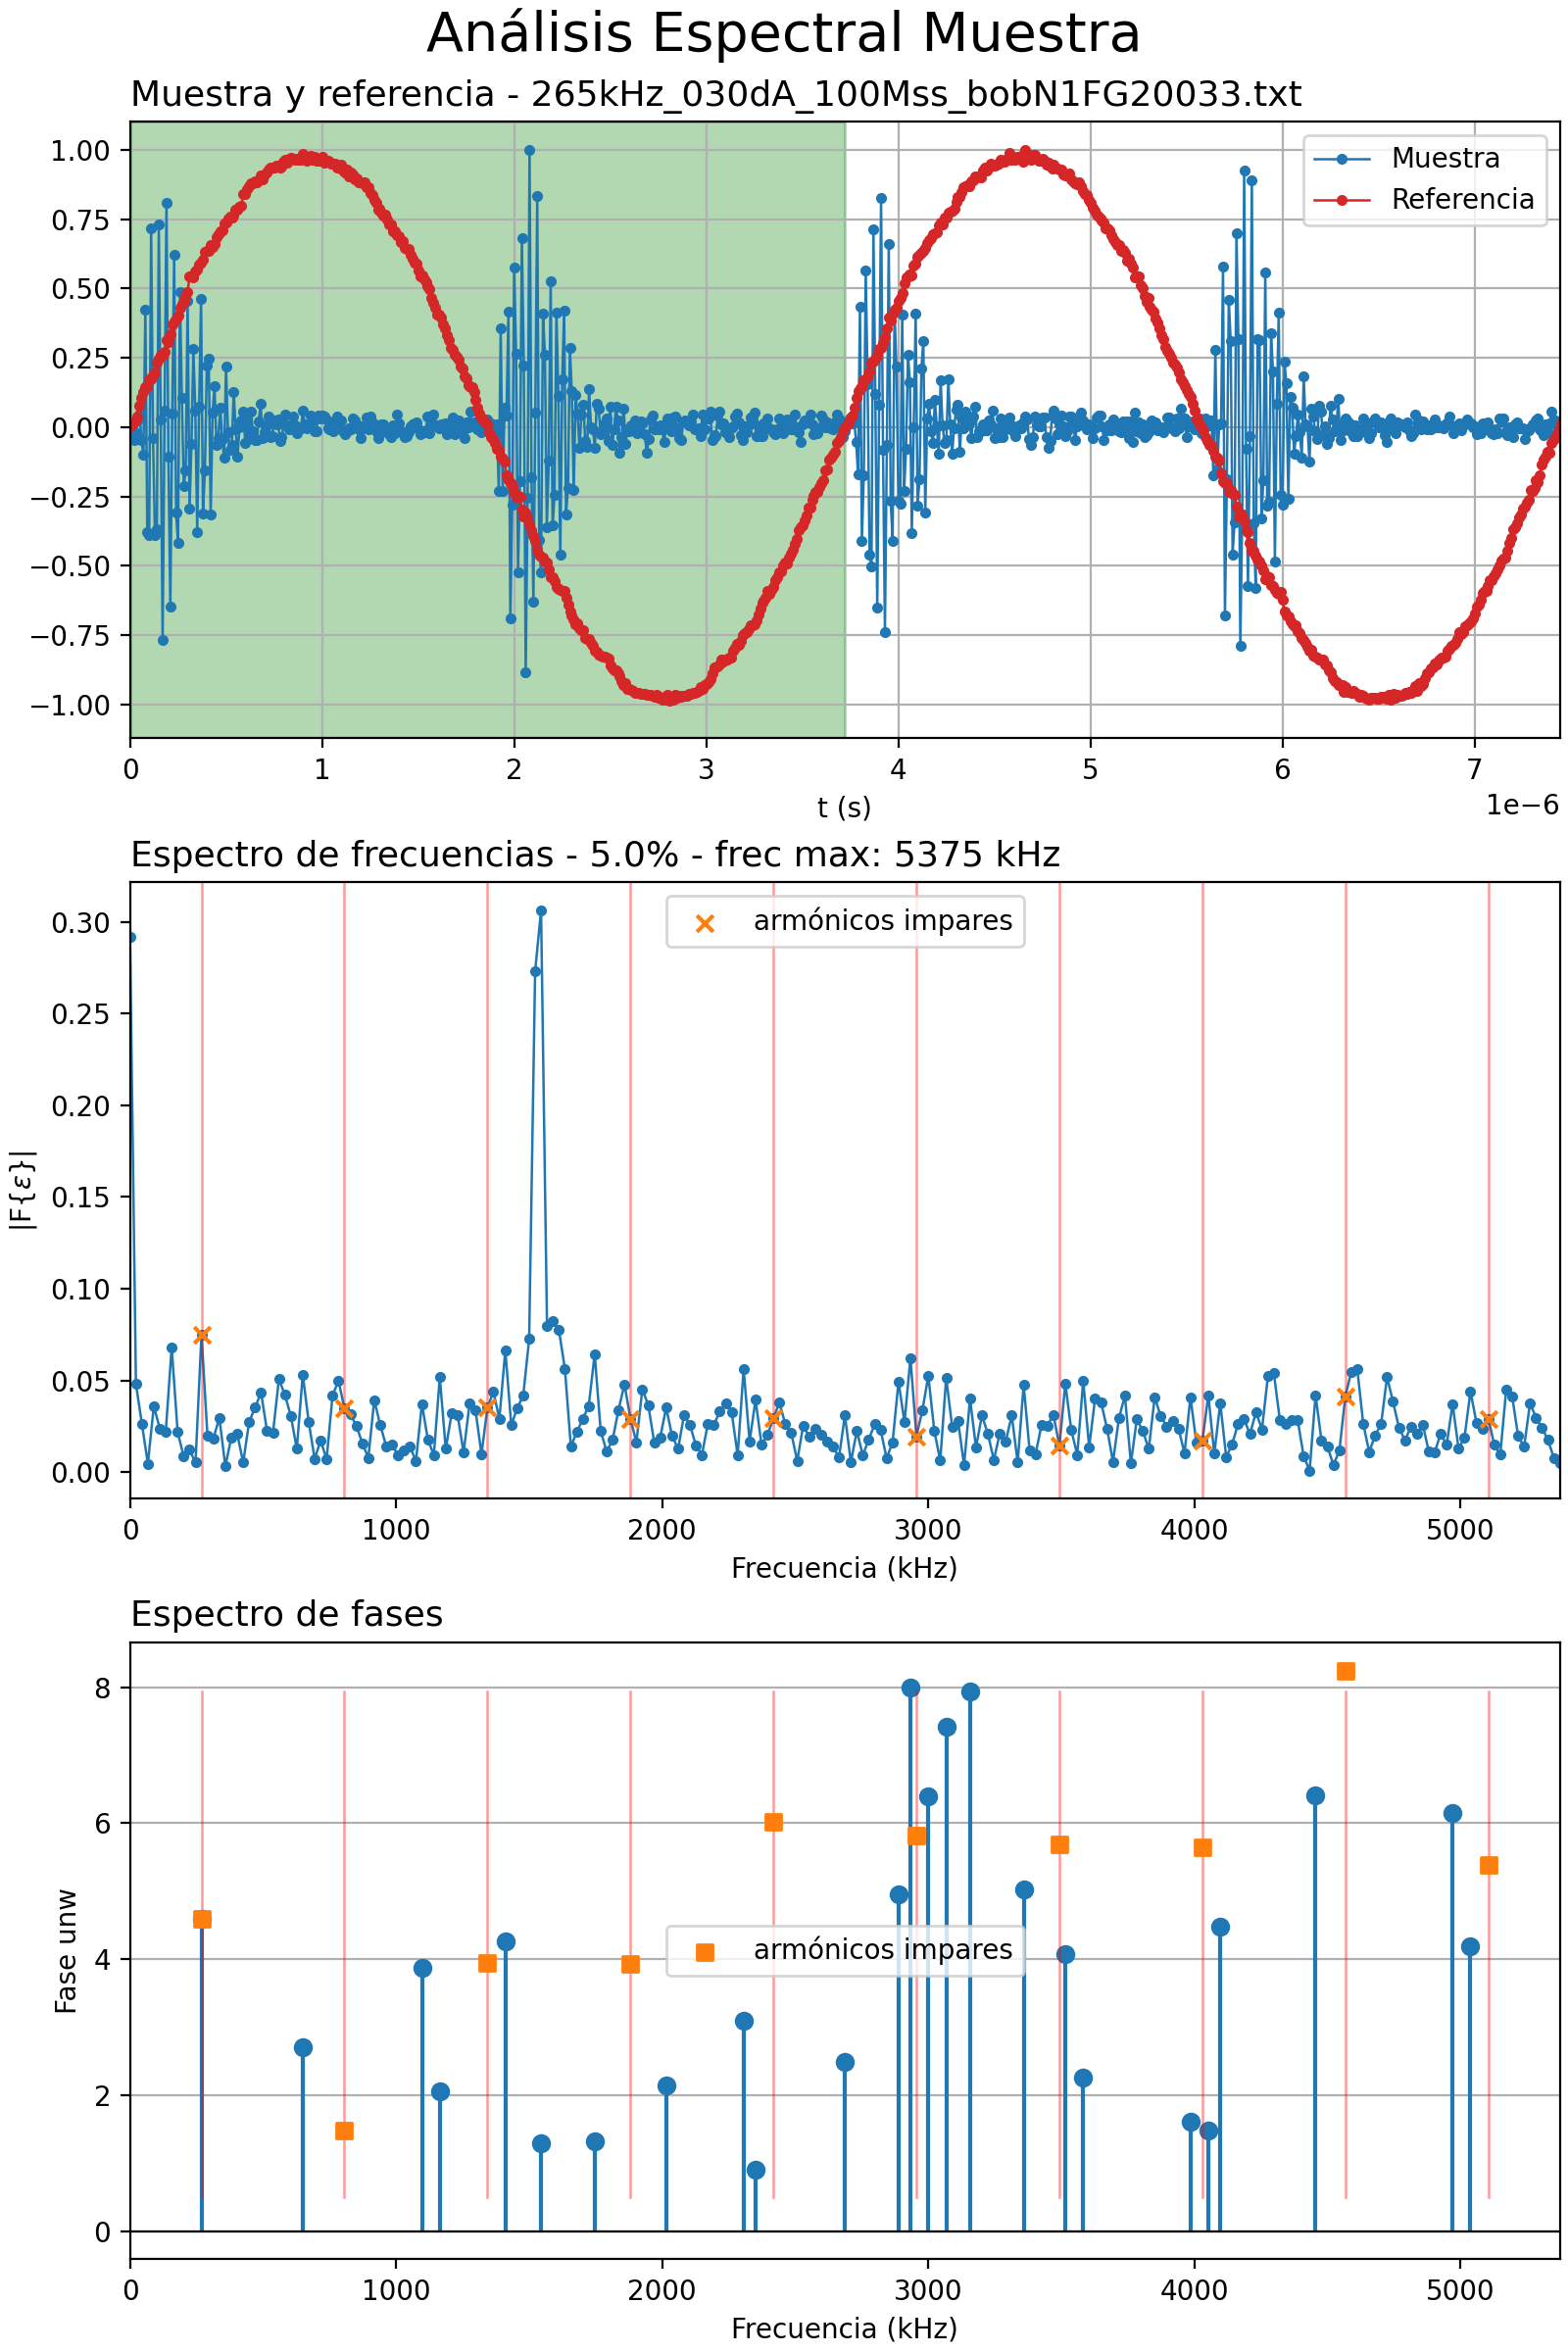 Análisis Espectral Muestra
Muestra y referencia - 265kHz_030dA_100Mss_bobN1FG20033.txt
1.00
0.75
0.50
0.25
0.00
−0.25
−0.50
−0.75
−1.00
Muestra
Referencia
0 1 2 3 4 5 6 7
t (s)
1e−6
Espectro de frecuencias - 5.0% - frec max: 5375 kHz
|F{ε}|
0.30
0.25
0.20
0.15
0.10
0.05
0.00
armónicos impares
0 1000 2000 3000 4000 5000
Frecuencia (kHz)
Espectro de fases
Fase unw
8
6
4
2
0
armónicos impares
0 1000 2000 3000 4000 5000
Frecuencia (kHz)